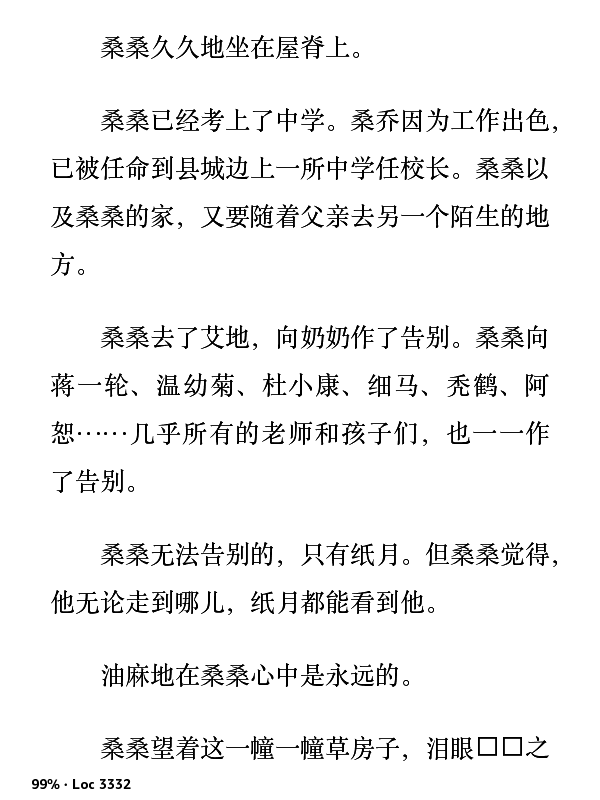 桑桑久久地坐在屋脊上。
桑桑已经考上了中学。桑乔因为工作出色，
已被任命到县城边上一所中学任校长。桑桑以
及桑桑的家，又要随着父亲去另一个陌生的地
方。
桑桑去了艾地，向奶奶作了告别。桑桑向
蒋一轮、温幼菊、杜小康、细马、秃鹤、阿
恕……几乎所有的老师和孩子们，也一一作
了告别。
桑桑无法告别的，只有纸月。但桑桑觉得，
他无论走到哪儿，纸月都能看到他。
油麻地在桑桑心中是永远的。
桑桑望着这一幢一幢草房子，泪眼□□之
99% · Loc 3332